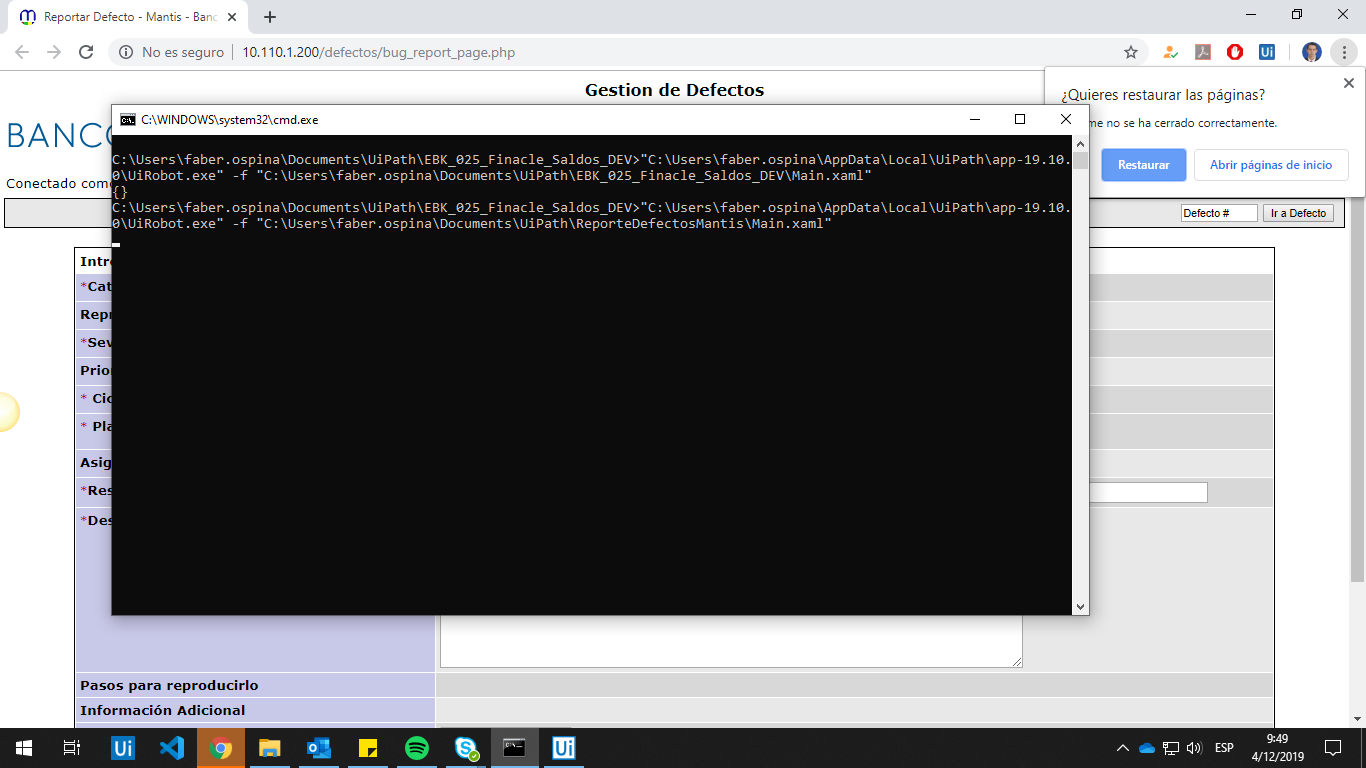 Reportar Defecto - Mantis - Banc
No es seguro
10.110.1.200/defectos/bug_report_page.php
Ui
Gestion de Defectos
¿Quieres restaurar las páginas?
me no se ha cerrado correctamente.
Restaurar
Abrir páginas de inicio
BANCO
Conectado como
Defecto #
Ir a Defecto
C:\WINDOWS\system32\cmd.exe
C:\Users\faber.ospina\Documents\UiPath\EBK_025_Finacle_Saldos_DEV>"C:\Users\faber.ospina\AppData\Local\UiPath\app-19.10.
0\UiRobot.exe" -f "C:\Users\faber.ospina\Documents\UiPath\EBK_025_Finacle_Saldos_DEV\Main.xaml"
{}
C:\Users\faber.ospina\Documents\UiPath\EBK_025_Finacle_Saldos_DEV>"C:\Users\faber.ospina\AppData\Local\UiPath\app-19.10.
0\UiRobot.exe" -f "C:\Users\faber.ospina\Documents\UiPath\ReporteDefectosMantis\Main.xaml"
Intr
*Cat
Repr
*Sev
Prio
* Cic
* Pla
Asig
*Res
*Des
Pasos para reproducirlo
Información Adicional
Ui
Ui
ESP
9:49
4/12/2019